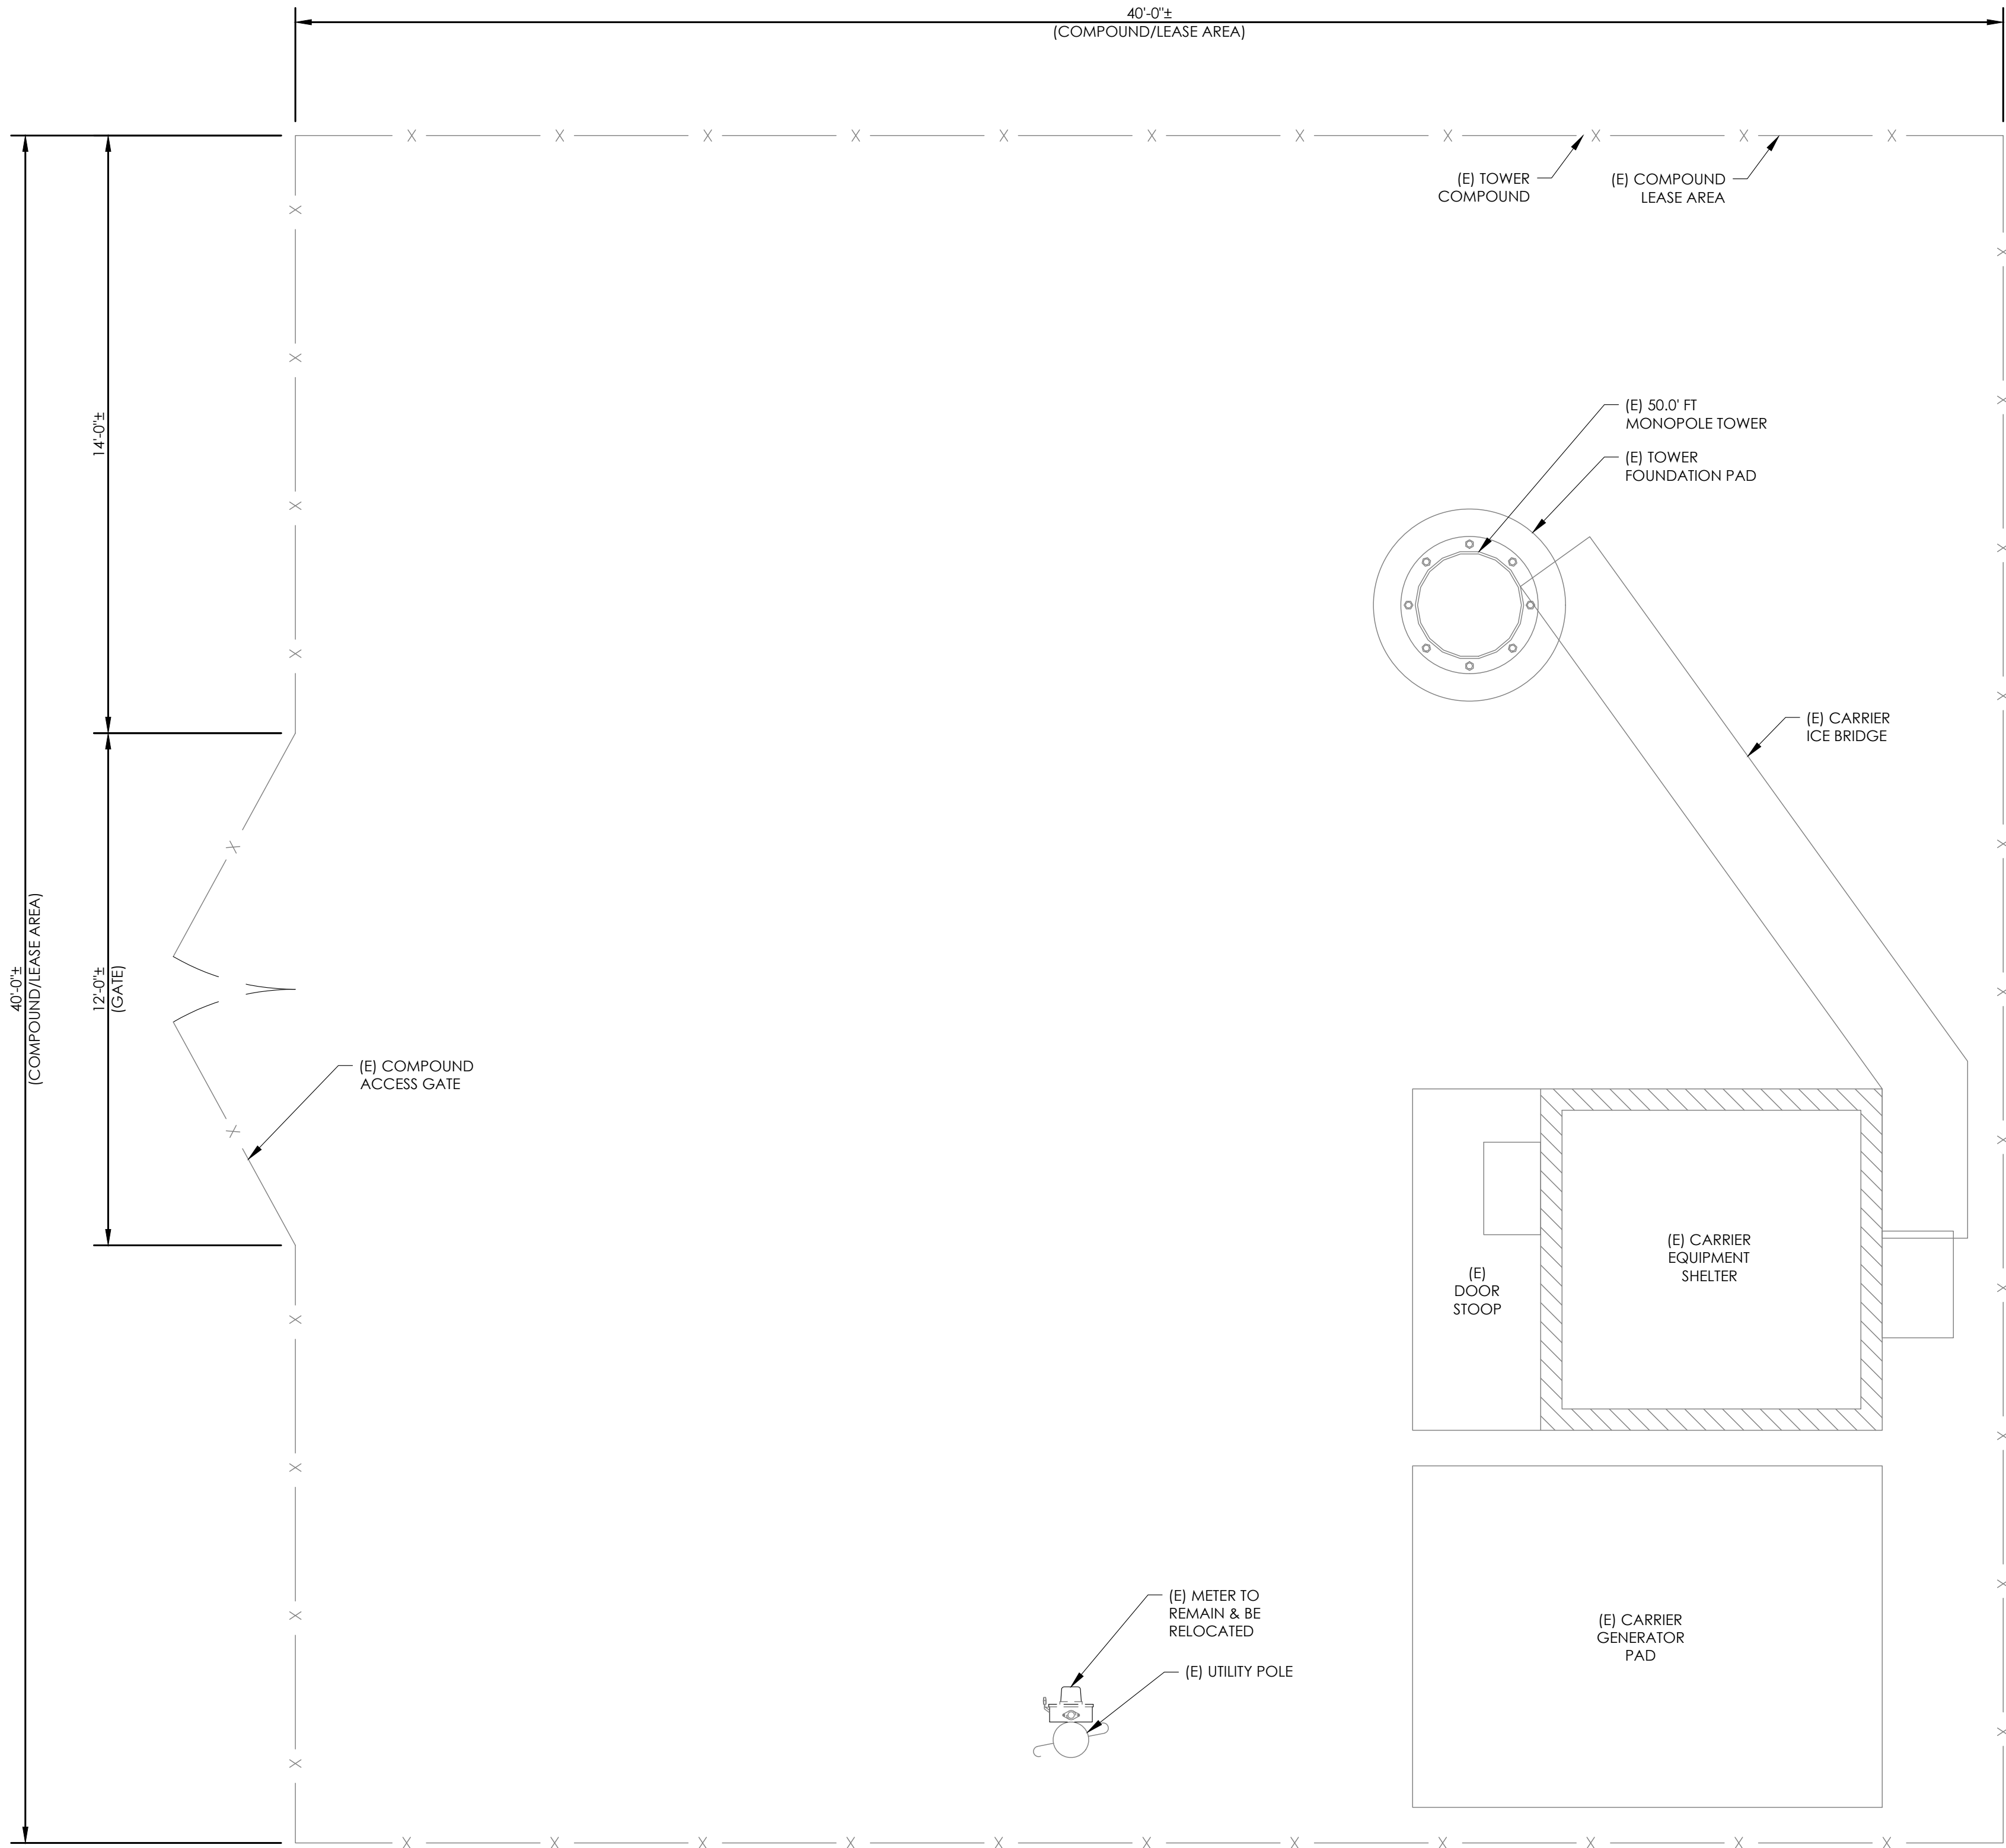 40'-0"±
(COMPOUND/LEASE AREA)
(E) TOWER
COMPOUND
(E) COMPOUND
LEASE AREA
14'-0"±
(E) 50.0' FT
MONOPOLE TOWER
(E) TOWER
FOUNDATION PAD
(E) CARRIER
ICE BRIDGE
40'-0"±
(COMPOUND/LEASE AREA)
12'-0"±
(GATE)
(E) COMPOUND
ACCESS GATE
(E) CARRIER
EQUIPMENT
SHELTER
(E)
DOOR
STOOP
(E) METER TO
REMAIN & BE
RELOCATED
(E) UTILITY POLE
(E) CARRIER
GENERATOR
PAD